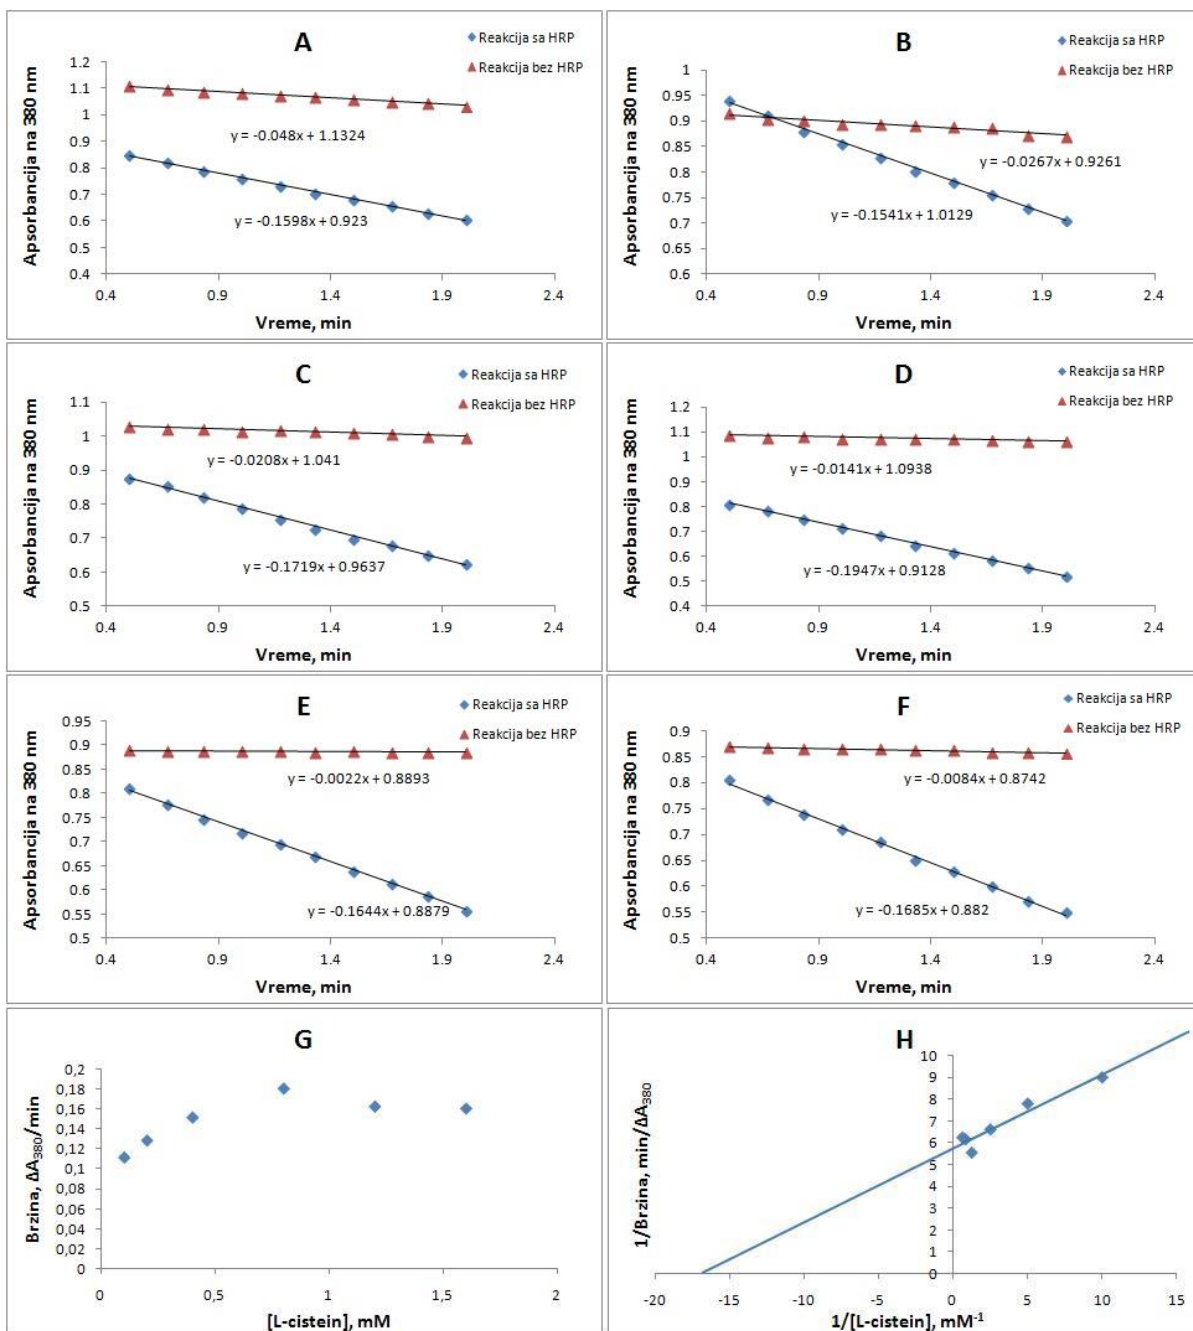 A
Reakcija sa HRP
Reakcija bez HRP
Apsorbancija na 380 nm
1.2
1.1
1
0.9
0.8
0.7
0.6
0.5
0.4
y = -0.048x + 1.1324
y = -0.1598x + 0.923
0.4 0.9 1.4 1.9 2.4
Vreme, min
B
Reakcija sa HRP
Reakcija bez HRP
Apsorbancija na 380 nm
1
0.95
0.9
0.85
0.8
0.75
0.7
0.65
0.6
y = -0.0267x + 0.9261
y = -0.1541x + 1.0129
0.4 0.9 1.4 1.9 2.4
Vreme, min
C
Reakcija sa HRP
Reakcija bez HRP
Apsorbancija na 380 nm
1.1
1
0.9
0.8
0.7
0.6
0.5
y = -0.0208x + 1.041
y = -0.1719x + 0.9637
0.4 0.9 1.4 1.9 2.4
Vreme, min
D
Reakcija sa HRP
Reakcija bez HRP
Apsorbancija na 380 nm
1.2
1.1
1
0.9
0.8
0.7
0.6
0.5
0.4
y = -0.0141x + 1.0938
y = -0.1947x + 0.9128
0.4 0.9 1.4 1.9 2.4
Vreme, min
E
Reakcija sa HRP
Reakcija bez HRP
Apsorbancija na 380 nm
0.95
0.9
0.85
0.8
0.75
0.7
0.65
0.6
0.55
0.5
y = -0.0022x + 0.8893
y = -0.1644x + 0.8879
0.4 0.9 1.4 1.9 2.4
Vreme, min
F
Reakcija sa HRP
Reakcija bez HRP
Apsorbancija na 380 nm
0.9
0.85
0.8
0.75
0.7
0.65
0.6
0.55
0.5
y = -0.0084x + 0.8742
y = -0.1685x + 0.882
0.4 0.9 1.4 1.9 2.4
Vreme, min
G
Brzina, ΔA₃₈₀/min
0,2
0,18
0,16
0,14
0,12
0,1
0,08
0,06
0,04
0,02
0
0 0,5 1 1,5 2
[L-cistein], mM
H
1/Brzina, min/ΔA₃₈₀
10
9
8
7
6
5
4
3
2
1
0
-20 -15 -10 -5 0 5 10 15
1/[L-cistein], mM⁻¹